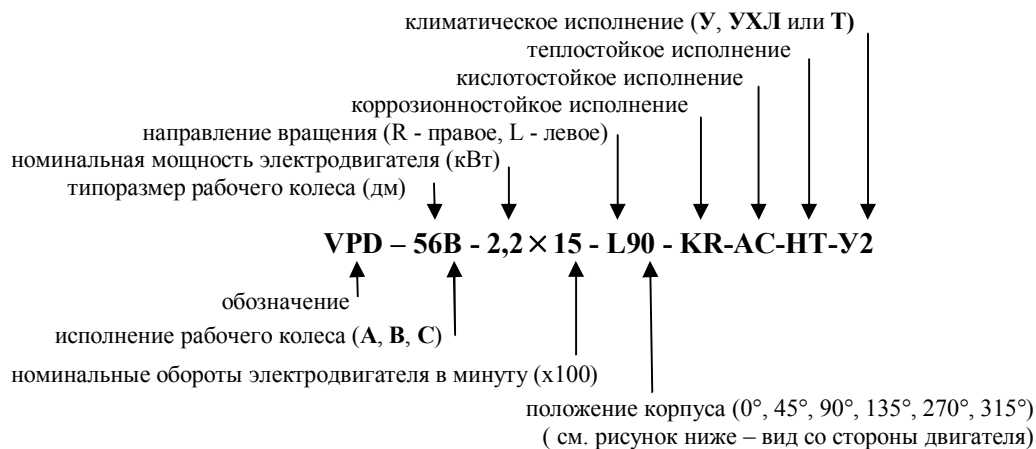 климатическое исполнение (У, УХЛ или Т)
теплостойкое исполнение
кислотостойкое исполнение
коррозионностойкое исполнение
направление вращения (R - правое, L - левое)
номинальная мощность электродвигателя (кВт)
типоразмер рабочего колеса (дм)
VPD – 56B - 2,2 × 15 - L90 - KR-AC-HT-У2
обозначение
исполнение рабочего колеса (А, В, С)
номинальные обороты электродвигателя в минуту (х100)
положение корпуса (0°, 45°, 90°, 135°, 270°, 315°)
( см. рисунок ниже – вид со стороны двигателя)